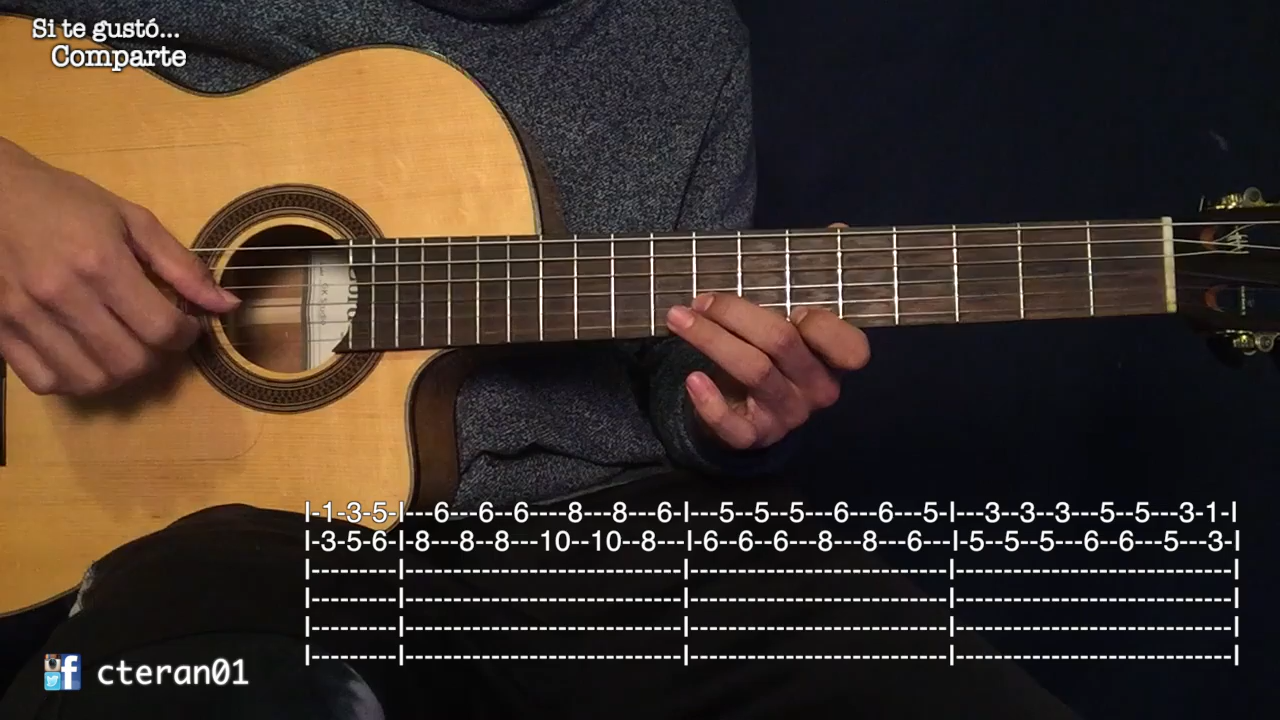 Si te gustó...
Comparte
|-1-3-5-|---6---6--6----8---8---6-|---5--5--5---6---6---5-|---3--3--3---5--5---3-1-|
|-3-5-6-|-8---8--8---10--10--8---|-6--6--6---8---8---6---|-5--5--5---6--6---5---3-|
|---------|----------------------------|---------------------------|----------------------------|
|---------|----------------------------|---------------------------|----------------------------|
|---------|----------------------------|---------------------------|----------------------------|
|---------|----------------------------|---------------------------|----------------------------|
cteran01